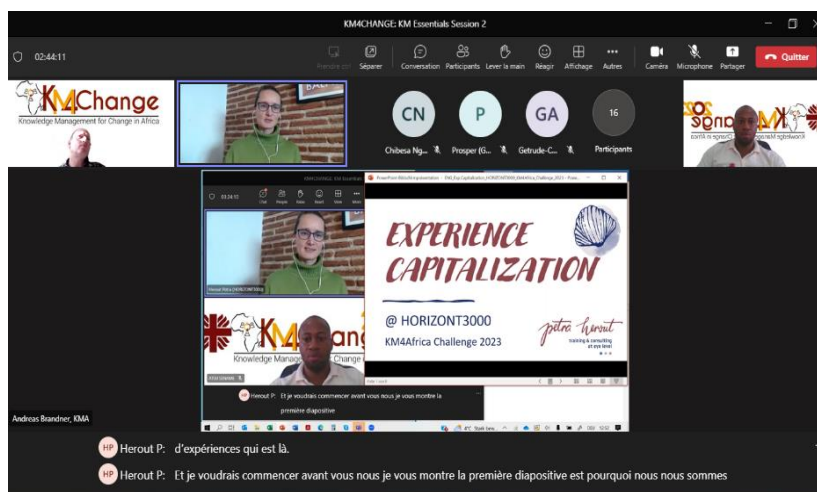 KM4CHANGE: KM Essentials Session 2
02:44:11
Séparer
Conversation
Participants
Lever la main
Réagir
Affichage
Autres
Caméra
Microphone
Partager
Quitter
KM4Change
Knowledge Management for Change in Africa
CN
P
GA
16
Chibesa Ng...
Prosper (G...
Getrude-C...
Participants
EXPERIENCE
CAPITALIZATION
@ HORIZONT3000
KM4Africa Challenge 2023
petra herout
training & consulting
at eye level
Herout Petra (HORIZONT3000)
Herout P: Et je voudrais commencer avant vous nous je vous montre la
première diapositive
Andreas Brandner, KMA
HP
Herout P: d'expériences qui est là.
HP
Herout P: Et je voudrais commencer avant vous nous je vous montre la première diapositive est pourquoi nous nous sommes